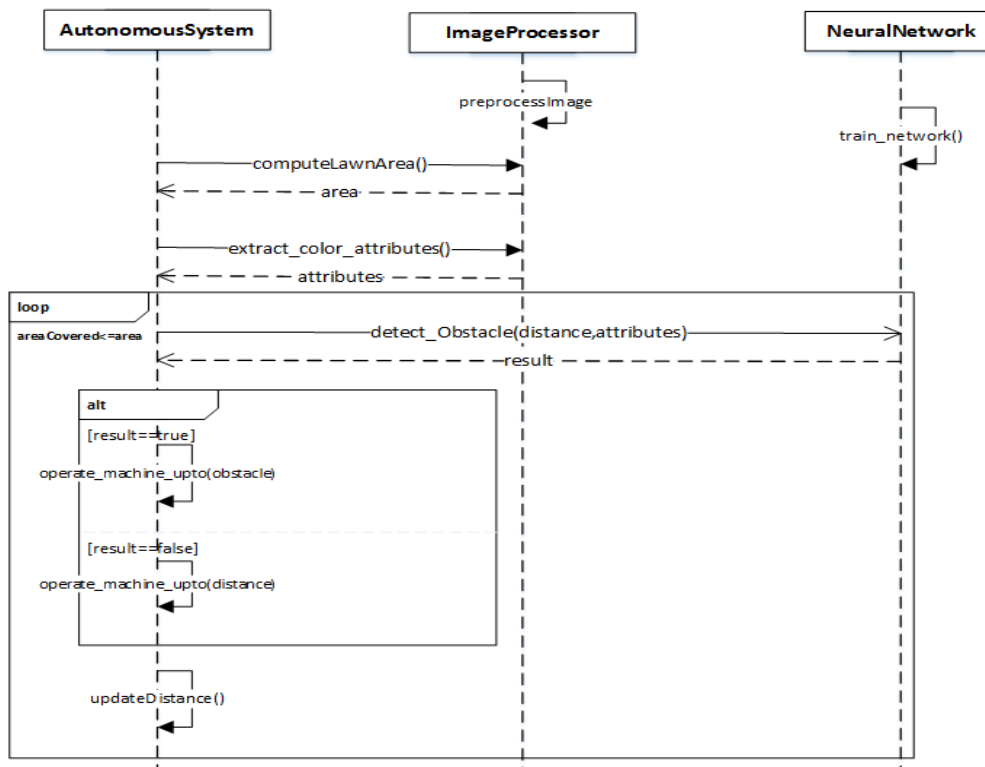 AutonomousSystem
ImageProcessor
NeuralNetwork
preprocessImage
train_network()
computeLawnArea()
area
extract_color_attributes()
attributes
loop
areaCovered<=area
detect_Obstacle(distance,attributes)
result
alt
[result==true]
operate_machine_upto(obstacle)
[result==false]
operate_machine_upto(distance)
updateDistance()